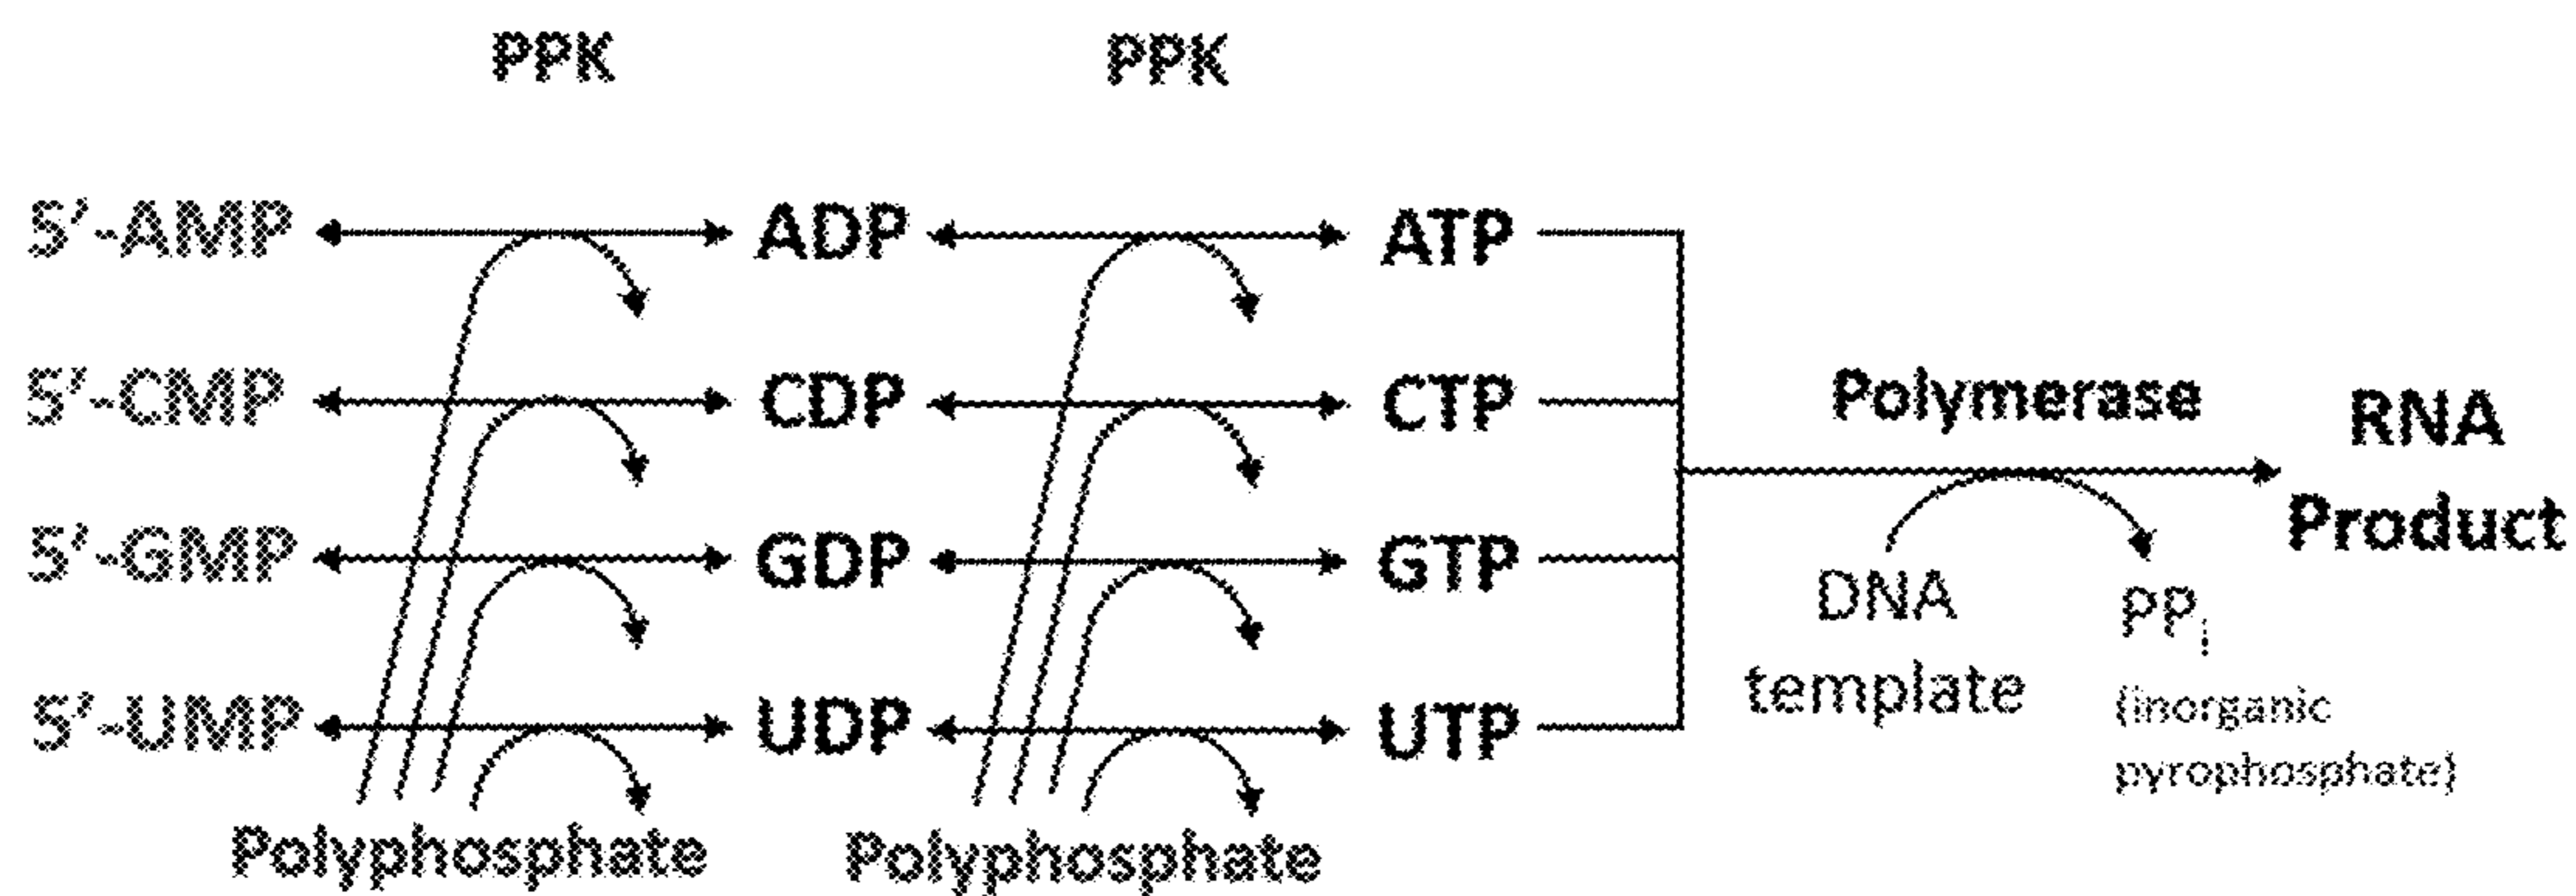 PPK PPK
5'-AMP ADP ATP
5'-CMP CDP CTP
Polymerase
RNA
Product
5'-GMP GDP GTP
DNA
template
PPi
(inorganic
pyrophosphate)
5'-UMP UDP UTP
Polyphosphate Polyphosphate